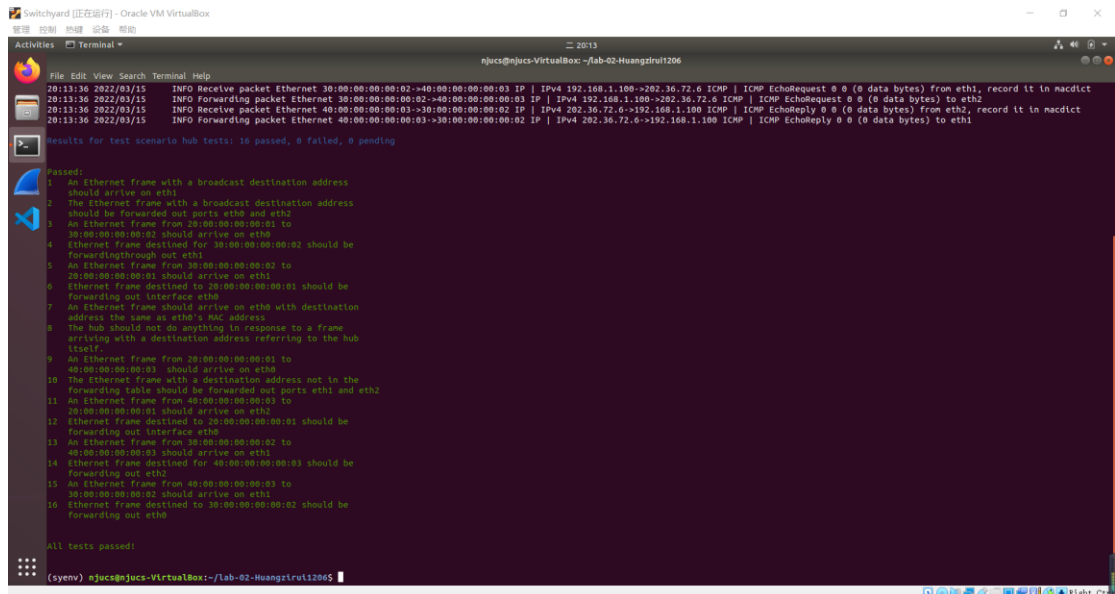 Switchyard [正在运行] - Oracle VM VirtualBox
管理 控制 热键 设备 帮助
Activities Terminal 二 20:13
njucs@njucs-VirtualBox: ~/lab-02-Huangzirui1206
File Edit View Search Terminal Help
20:13:36 2022/03/15 INFO Receive packet Ethernet 30:00:00:00:00:02->40:00:00:00:00:03 IP | IPv4 192.168.1.100->202.36.72.6 ICMP | ICMP EchoRequest 0 0 (0 data bytes) from eth1, record it in macdict
20:13:36 2022/03/15 INFO Forwarding packet Ethernet 30:00:00:00:00:02->40:00:00:00:00:03 IP | IPv4 192.168.1.100->202.36.72.6 ICMP | ICMP EchoRequest 0 0 (0 data bytes) to eth2
20:13:36 2022/03/15 INFO Receive packet Ethernet 40:00:00:00:00:03->30:00:00:00:00:02 IP | IPv4 202.36.72.6->192.168.1.100 ICMP | ICMP EchoReply 0 0 (0 data bytes) from eth2, record it in macdict
20:13:36 2022/03/15 INFO Forwarding packet Ethernet 40:00:00:00:00:03->30:00:00:00:00:02 IP | IPv4 202.36.72.6->192.168.1.100 ICMP | ICMP EchoReply 0 0 (0 data bytes) to eth1
Results for test scenario hub tests: 16 passed, 0 failed, 0 pending
Passed:
1 An Ethernet frame with a broadcast destination address
should arrive on eth1
2 The Ethernet frame with a broadcast destination address
should be forwarded out ports eth0 and eth2
3 An Ethernet frame from 20:00:00:00:00:01 to
30:00:00:00:00:02 should arrive on eth0
4 Ethernet frame destined for 30:00:00:00:00:02 should be
forwardingthrough out eth1
5 An Ethernet frame from 30:00:00:00:00:02 to
20:00:00:00:00:01 should arrive on eth1
6 Ethernet frame destined to 20:00:00:00:00:01 should be
forwarding out interface eth0
7 An Ethernet frame should arrive on eth0 with destination
address the same as eth0's MAC address
8 The hub should not do anything in response to a frame
arriving with a destination address referring to the hub
itself.
9 An Ethernet frame from 20:00:00:00:00:01 to
40:00:00:00:00:03 should arrive on eth0
10 The Ethernet frame with a destination address not in the
forwarding table should be forwarded out ports eth1 and eth2
11 An Ethernet frame from 40:00:00:00:00:03 to
20:00:00:00:00:01 should arrive on eth2
12 Ethernet frame destined to 20:00:00:00:00:01 should be
forwarding out interface eth0
13 An Ethernet frame from 30:00:00:00:00:02 to
40:00:00:00:00:03 should arrive on eth1
14 Ethernet frame destined for 40:00:00:00:00:03 should be
forwarding out eth2
15 An Ethernet frame from 40:00:00:00:00:03 to
30:00:00:00:00:02 should arrive on eth1
16 Ethernet frame destined to 30:00:00:00:00:02 should be
forwarding out eth0
All tests passed!
(syenv) njucs@njucs-VirtualBox:~/lab-02-Huangzirui1206$
Right Ctrl